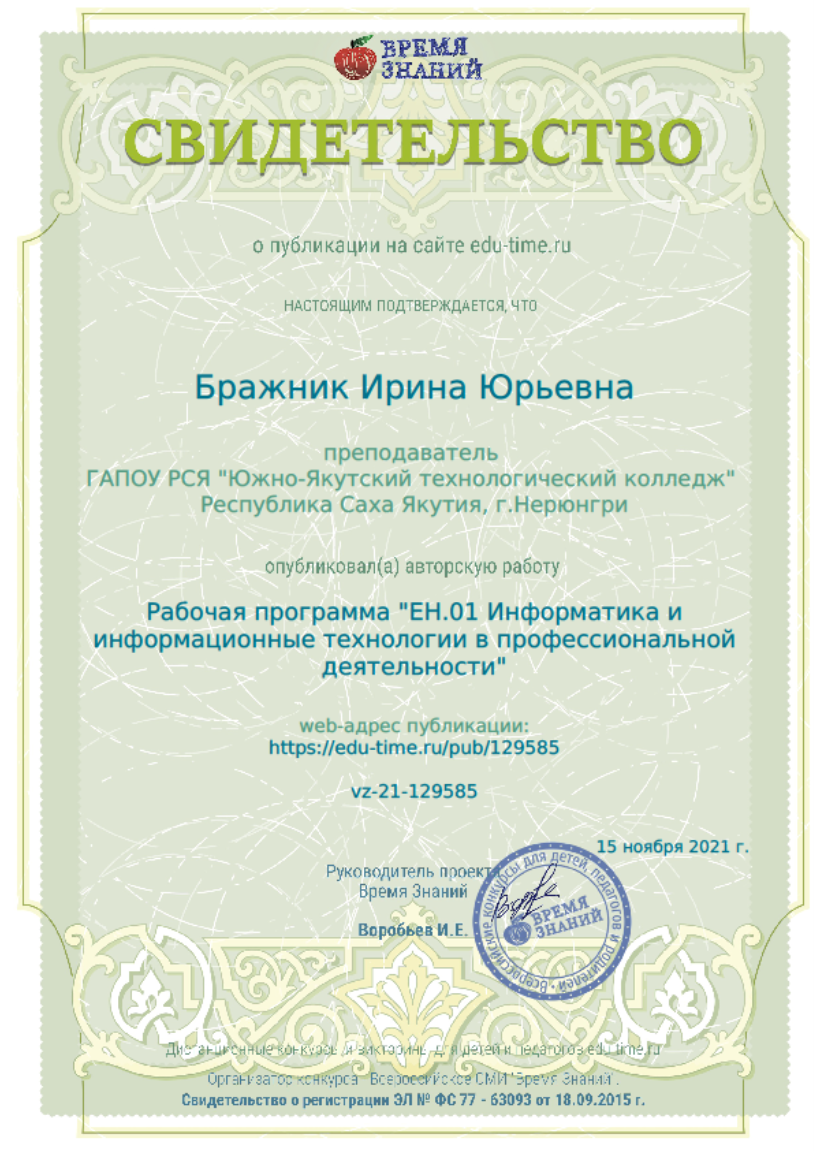 ВРЕМЯ
ЗНАНИЙ
СВИДЕТЕЛЬСТВО
о публикации на сайте edu-time.ru
НАСТОЯЩИМ ПОДТВЕРЖДАЕТСЯ, ЧТО
Бражник Ирина Юрьевна
преподаватель
ГАПОУ РСЯ "Южно-Якутский технологический колледж"
Республика Саха Якутия, г.Нерюнгри
опубликовал(а) авторскую работу
Рабочая программа "ЕН.01 Информатика и
информационные технологии в профессиональной
деятельности"
web-адрес публикации:
https://edu-time.ru/pub/129585
vz-21-129585
15 ноября 2021 г.
Руководитель проекта
Время Знаний
Воробьев И.Е.
Всероссийские конкурсы для детей, педагогов и родителей
ВРЕМЯ
ЗНАНИЙ
Дистанционные конкурсы и викторины для детей и педагогов edu-time.ru
Организатор конкурса Всероссийское СМИ "Время Знаний".
Свидетельство о регистрации ЭЛ № ФС 77 - 63093 от 18.09.2015 г.